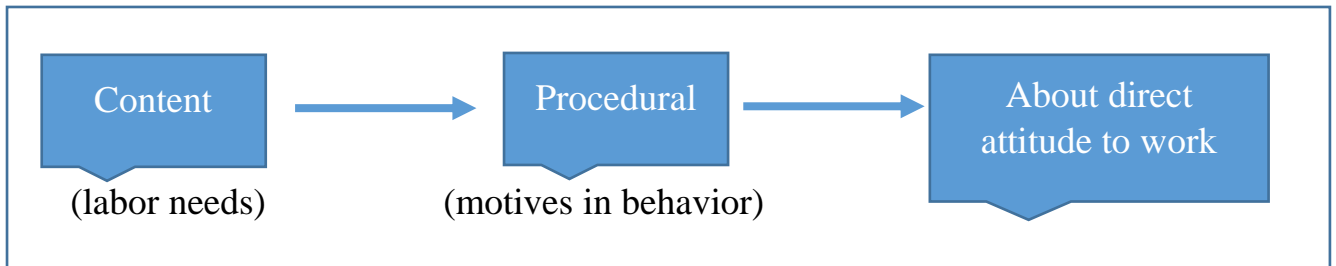 Content
(labor needs)
Procedural
(motives in behavior)
About direct
attitude to work